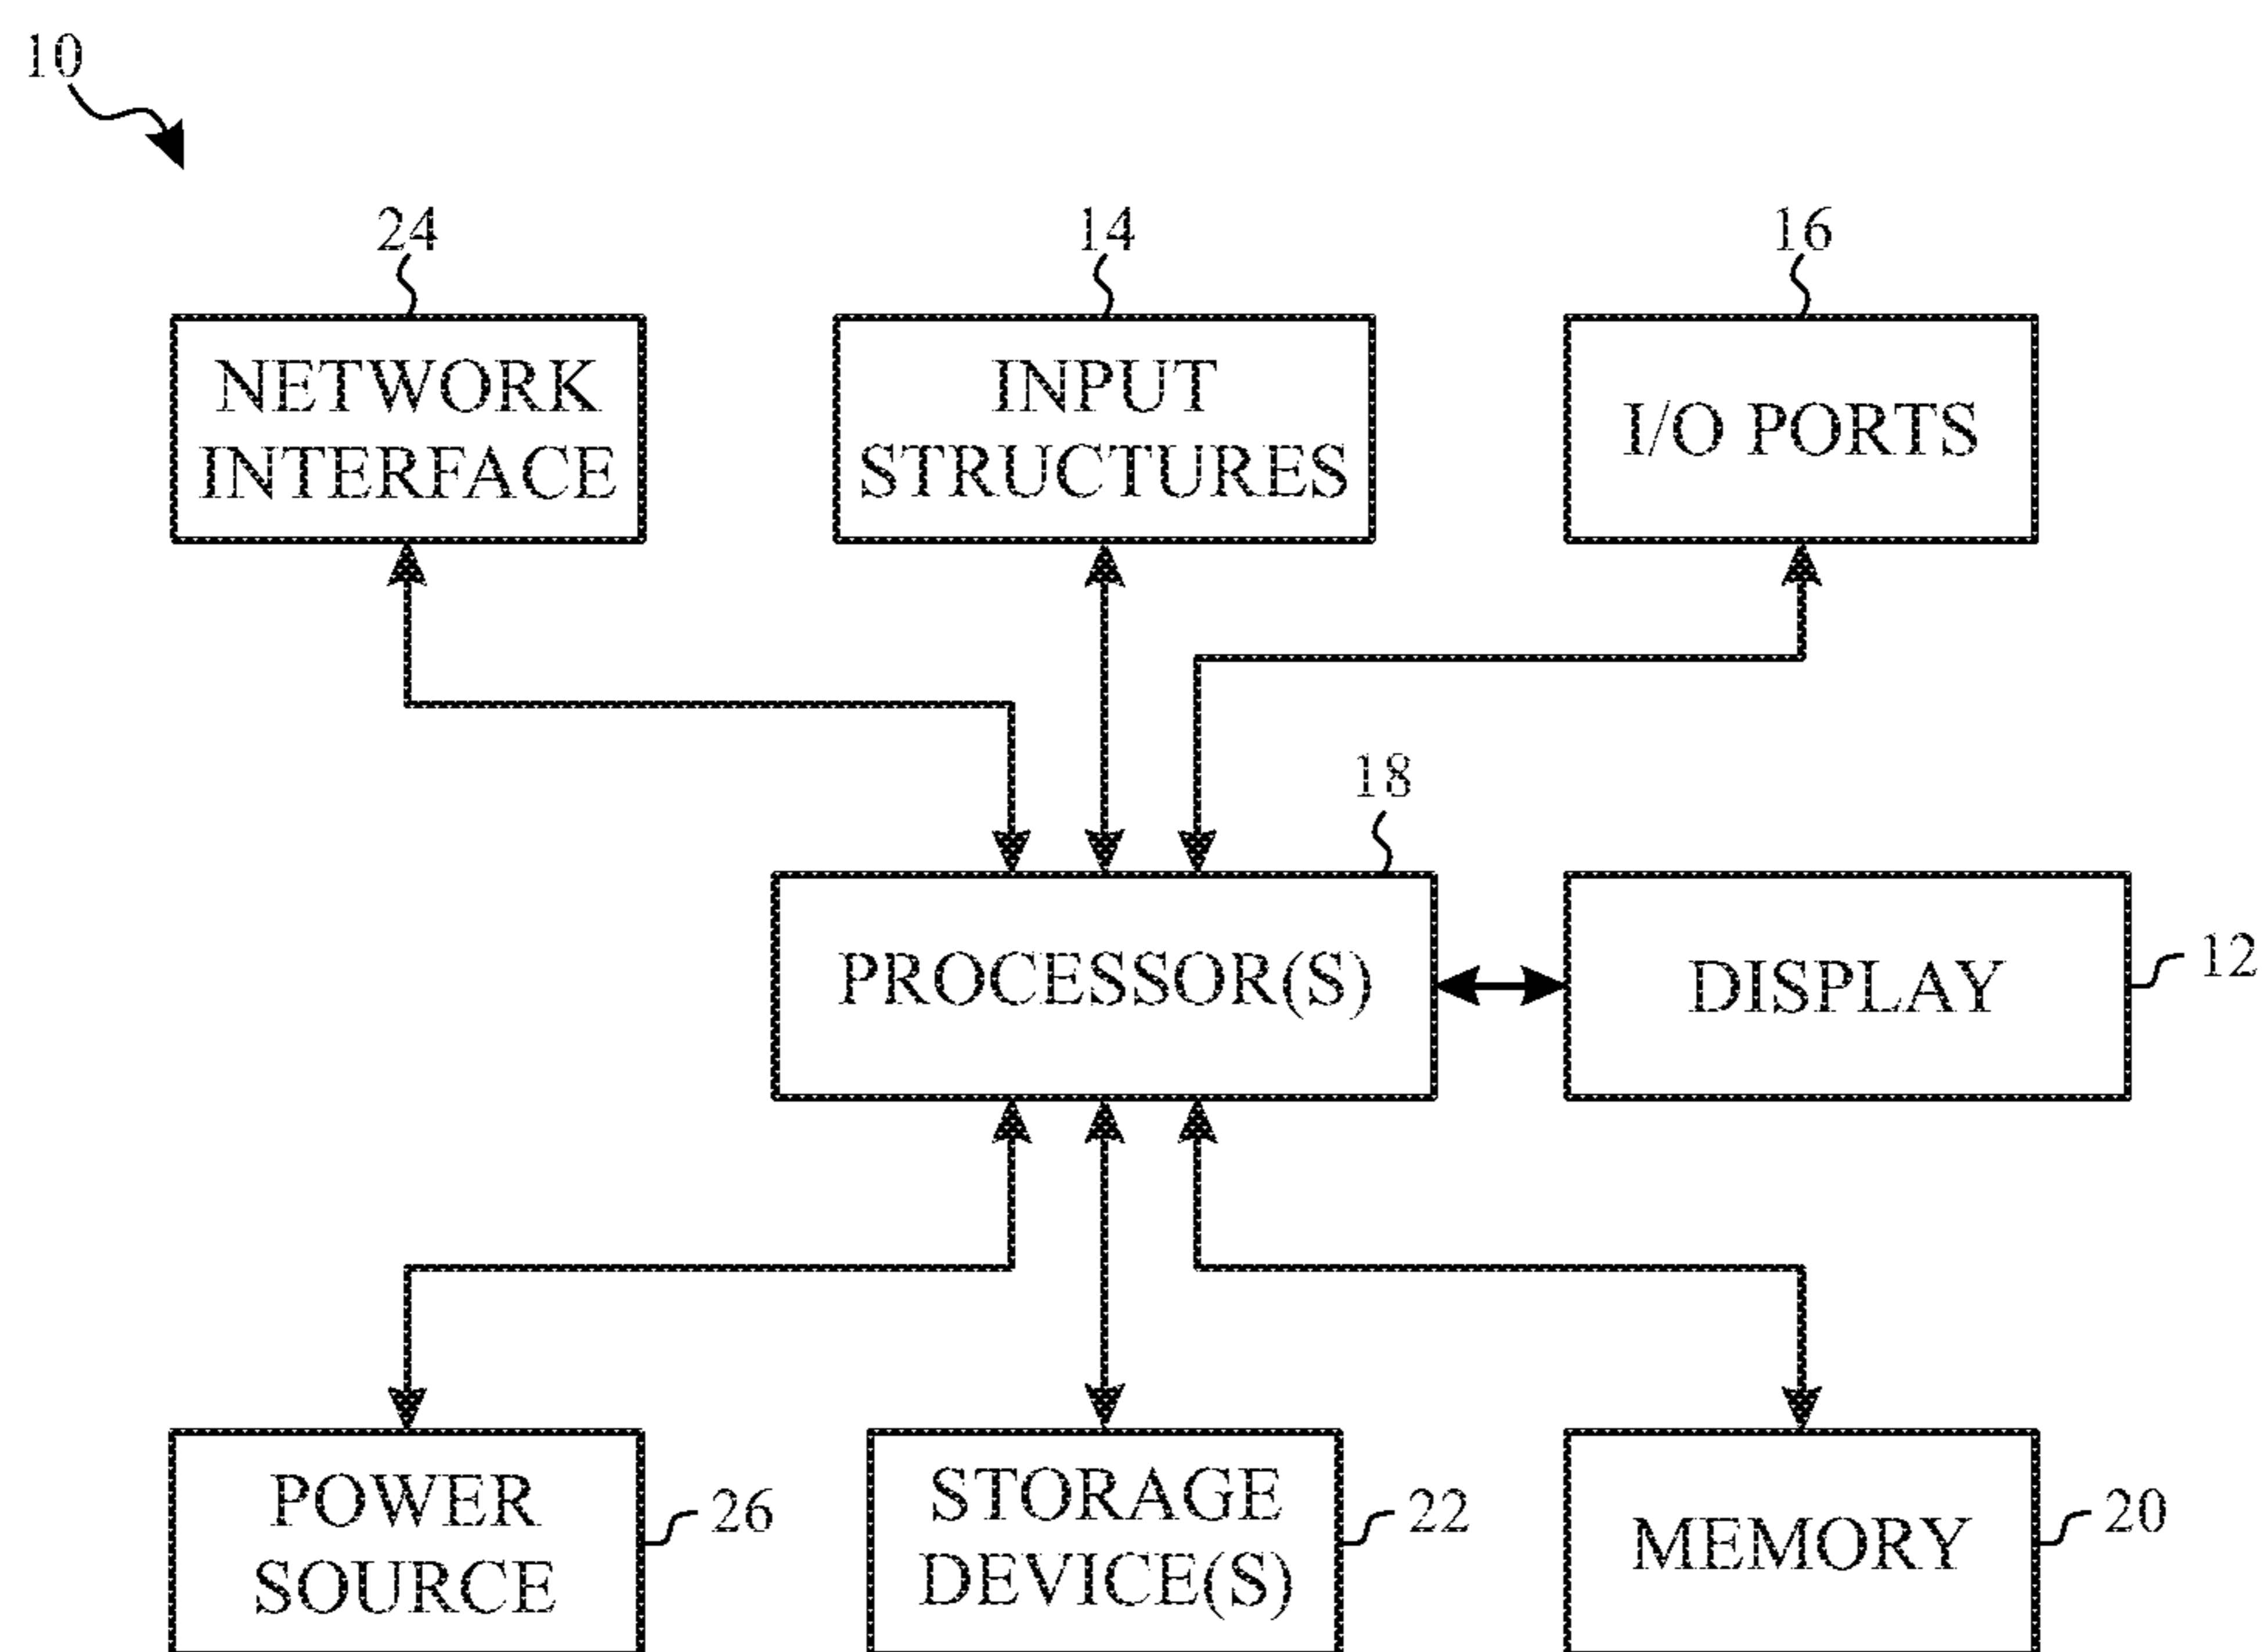 10
24
14
16
NETWORK
INTERFACE
INPUT
STRUCTURES
I/O PORTS
18
PROCESSOR(S)
DISPLAY
12
POWER
SOURCE
26
STORAGE
DEVICE(S)
22
MEMORY
20